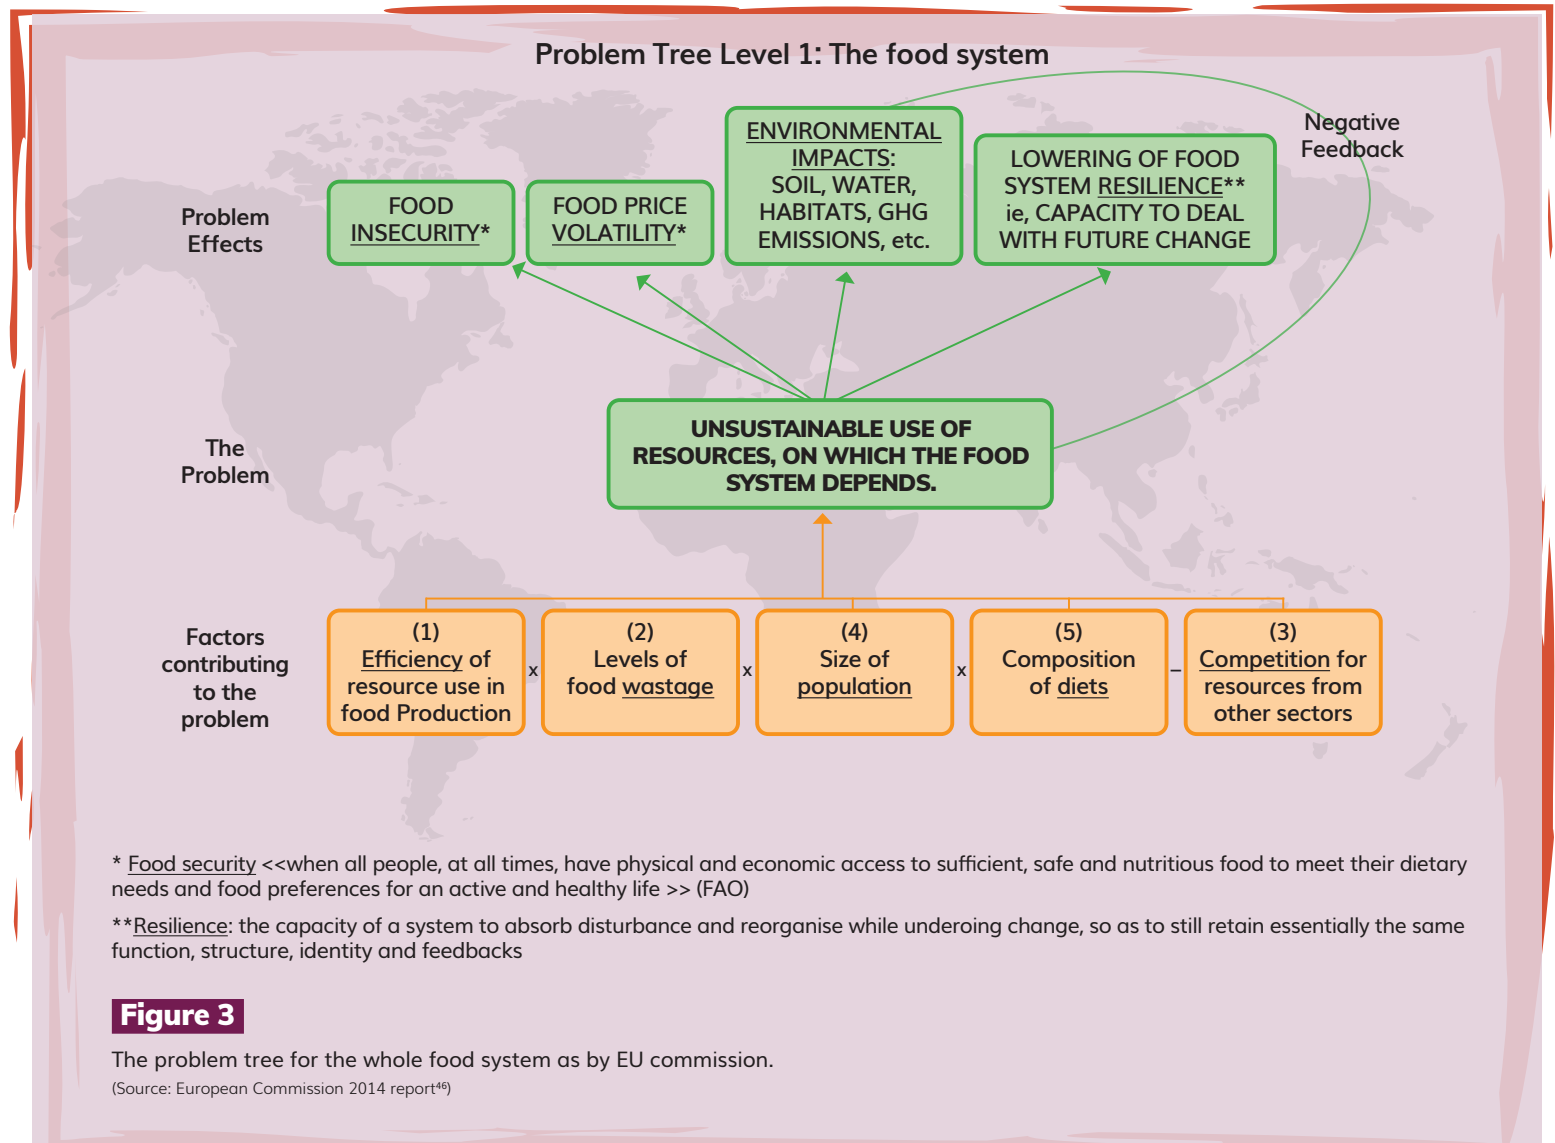 Problem Tree Level 1: The food system
Negative
Feedback
Problem
Effects
FOOD
INSECURITY*
FOOD PRICE
VOLATILITY*
ENVIRONMENTAL
IMPACTS:
SOIL, WATER,
HABITATS, GHG
EMISSIONS, etc.
LOWERING OF FOOD
SYSTEM RESILIENCE**
ie, CAPACITY TO DEAL
WITH FUTURE CHANGE
The
Problem
UNSUSTAINABLE USE OF
RESOURCES, ON WHICH THE FOOD
SYSTEM DEPENDS.
Factors
contributing
to the
problem
(1)
Efficiency of
resource use in
food Production
x
(2)
Levels of
food wastage
x
(4)
Size of
population
x
(5)
Composition
of diets
–
(3)
Competition for
resources from
other sectors
* Food security <<when all people, at all times, have physical and economic access to sufficient, safe and nutritious food to meet their dietary
needs and food preferences for an active and healthy life >> (FAO)
**Resilience: the capacity of a system to absorb disturbance and reorganise while underoing change, so as to still retain essentially the same
function, structure, identity and feedbacks
Figure 3
The problem tree for the whole food system as by EU commission.
(Source: European Commission 2014 report⁴⁶)